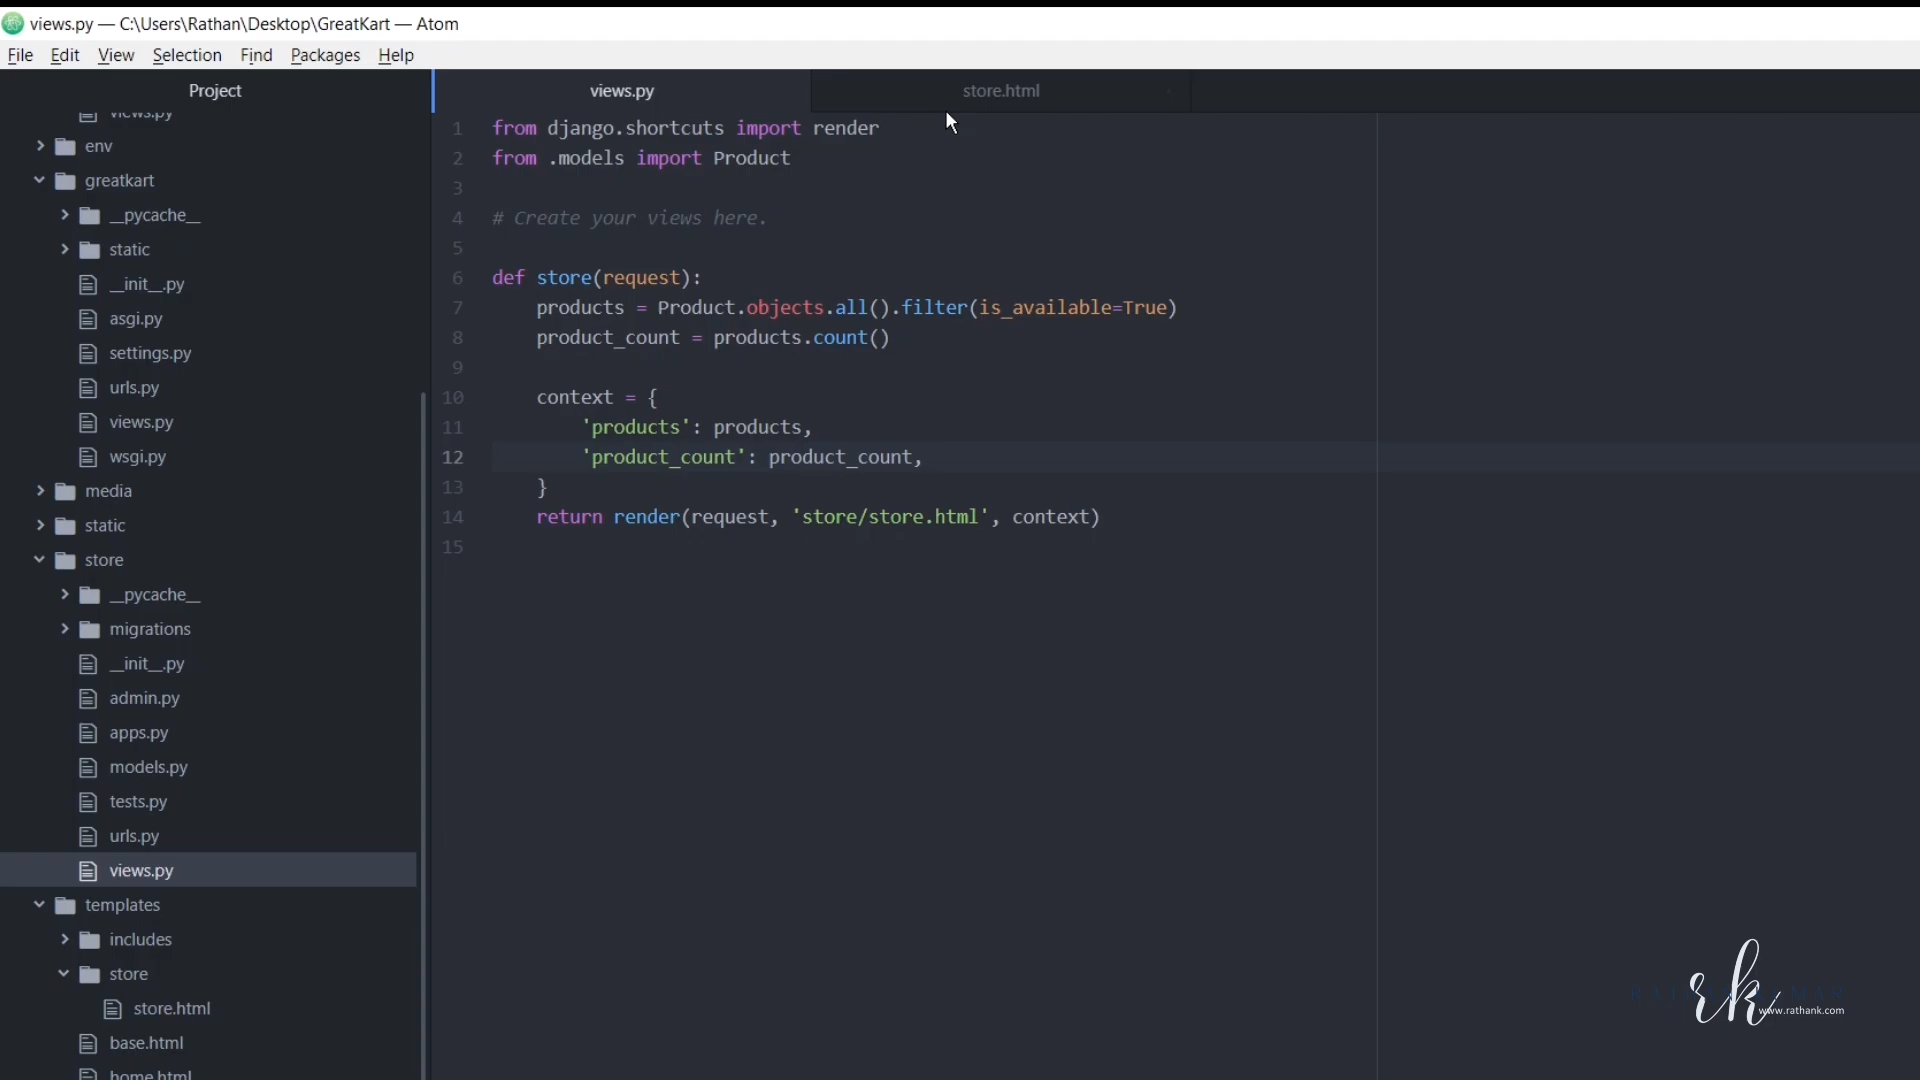 views.py — C:\Users\Rathan\Desktop\GreatKart — Atom
File Edit View Selection Find Packages Help
Project
views.py
env
greatkart
__pycache__
static
__init__.py
asgi.py
settings.py
urls.py
views.py
wsgi.py
media
static
store
__pycache__
migrations
__init__.py
admin.py
apps.py
models.py
tests.py
urls.py
views.py
templates
includes
store
store.html
base.html
home.html
views.py store.html
1 from django.shortcuts import render
2 from .models import Product
3
4 # Create your views here.
5
6 def store(request):
7 products = Product.objects.all().filter(is_available=True)
8 product_count = products.count()
9
10 context = {
11 'products': products,
12 'product_count': product_count,
13 }
14 return render(request, 'store/store.html', context)
15
rk
www.rathank.com